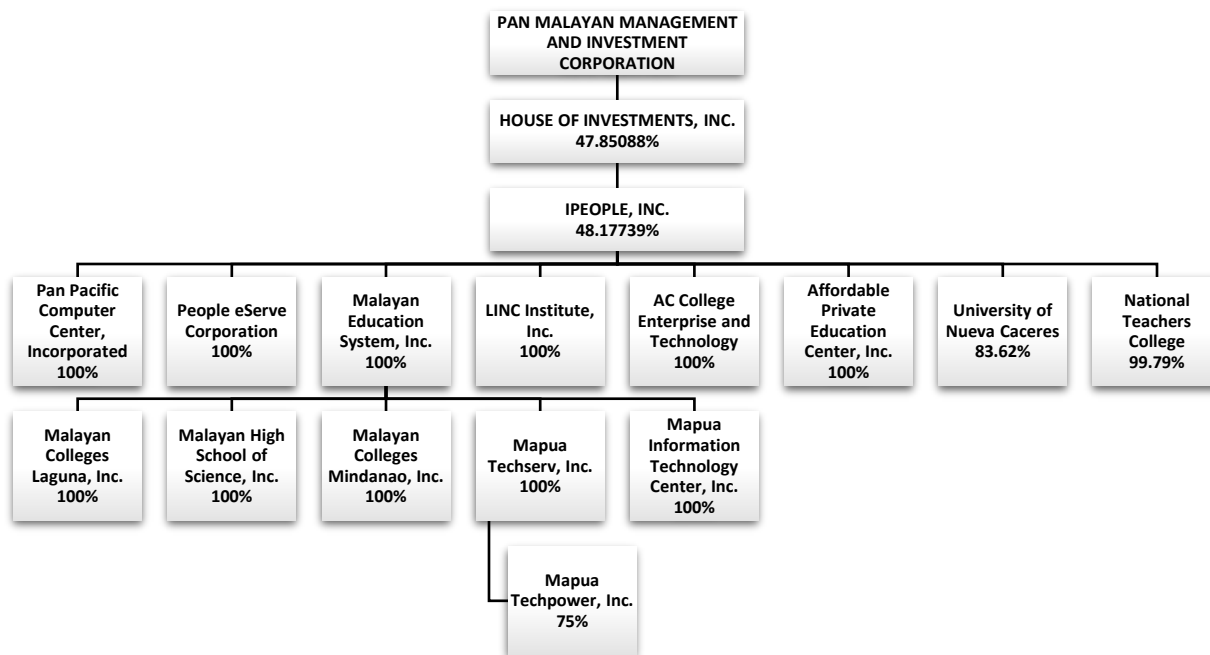 PAN MALAYAN MANAGEMENT
AND INVESTMENT
CORPORATION
HOUSE OF INVESTMENTS, INC.
47.85088%
IPEOPLE, INC.
48.17739%
Pan Pacific
Computer
Center,
Incorporated
100%
People eServe
Corporation
100%
Malayan
Education
System, Inc.
100%
LINC Institute,
Inc.
100%
AC College
Enterprise and
Technology
100%
Affordable
Private
Education
Center, Inc.
100%
University of
Nueva Caceres
83.62%
National
Teachers
College
99.79%
Malayan
Colleges
Laguna, Inc.
100%
Malayan High
School of
Science, Inc.
100%
Malayan
Colleges
Mindanao, Inc.
100%
Mapua
Techserv, Inc.
100%
Mapua
Information
Technology
Center, Inc.
100%
Mapua
Techpower, Inc.
75%